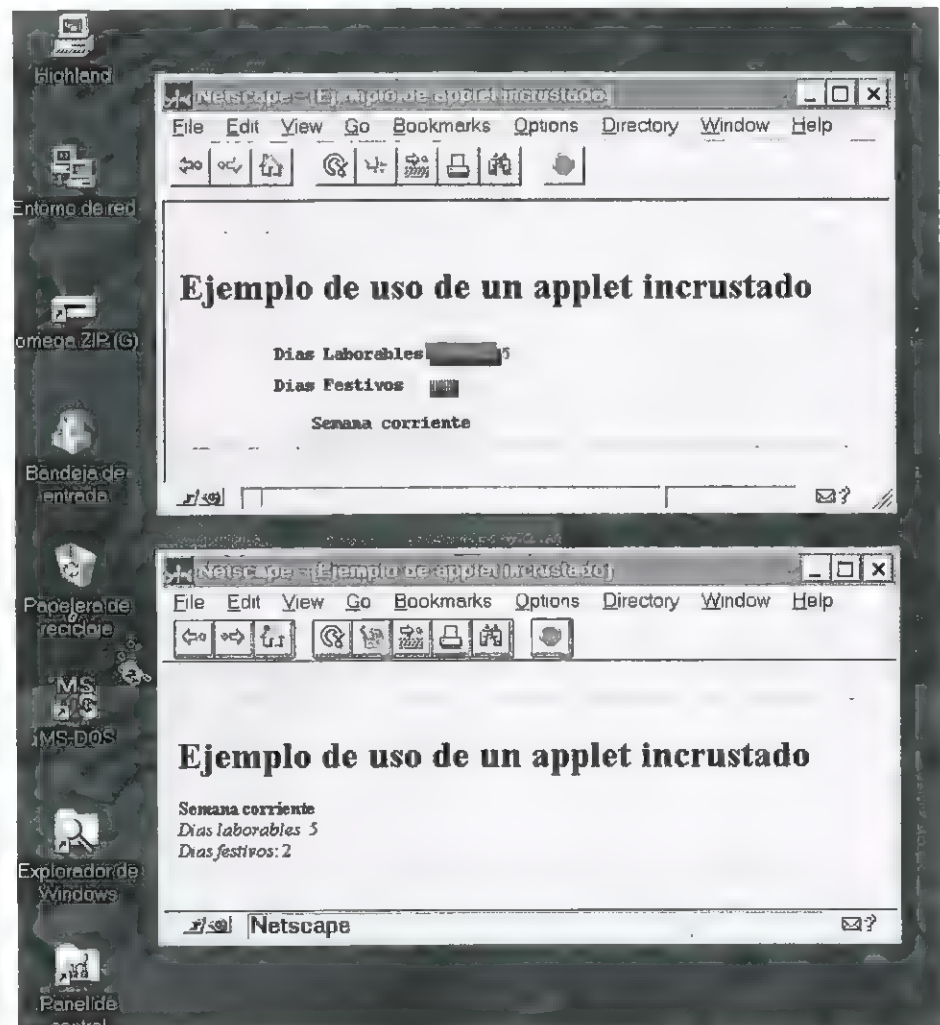 Highland
Entorno de red
omega ZIP (G)
Bandeja de
entrada
Papelera de
reciclaje
MS
MS-DOS
Explorador de
Windows
Panel de
control
Netscape - [Ejemplo de applet incrustado]
File Edit View Go Bookmarks Options Directory Window Help
Ejemplo de uso de un applet incrustado
Dias Laborables 5
Dias Festivos
Semana corriente
Netscape - [Ejemplo de applet incrustado]
File Edit View Go Bookmarks Options Directory Window Help
Ejemplo de uso de un applet incrustado
Semana corriente
Dias laborables 5
Dias festivos: 2
Netscape